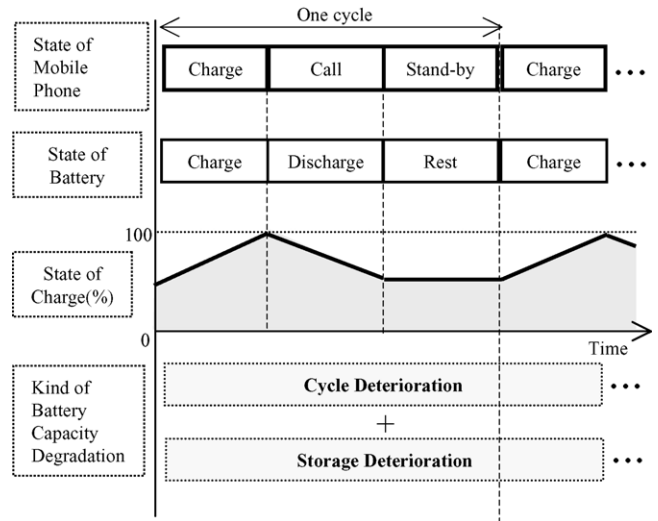 One cycle
State of
Mobile
Phone
Charge
Call
Stand-by
Charge
State of
Battery
Charge
Discharge
Rest
Charge
100
State of
Charge(%)
0
Time
Kind of
Battery
Capacity
Degradation
Cycle Deterioration
+
Storage Deterioration